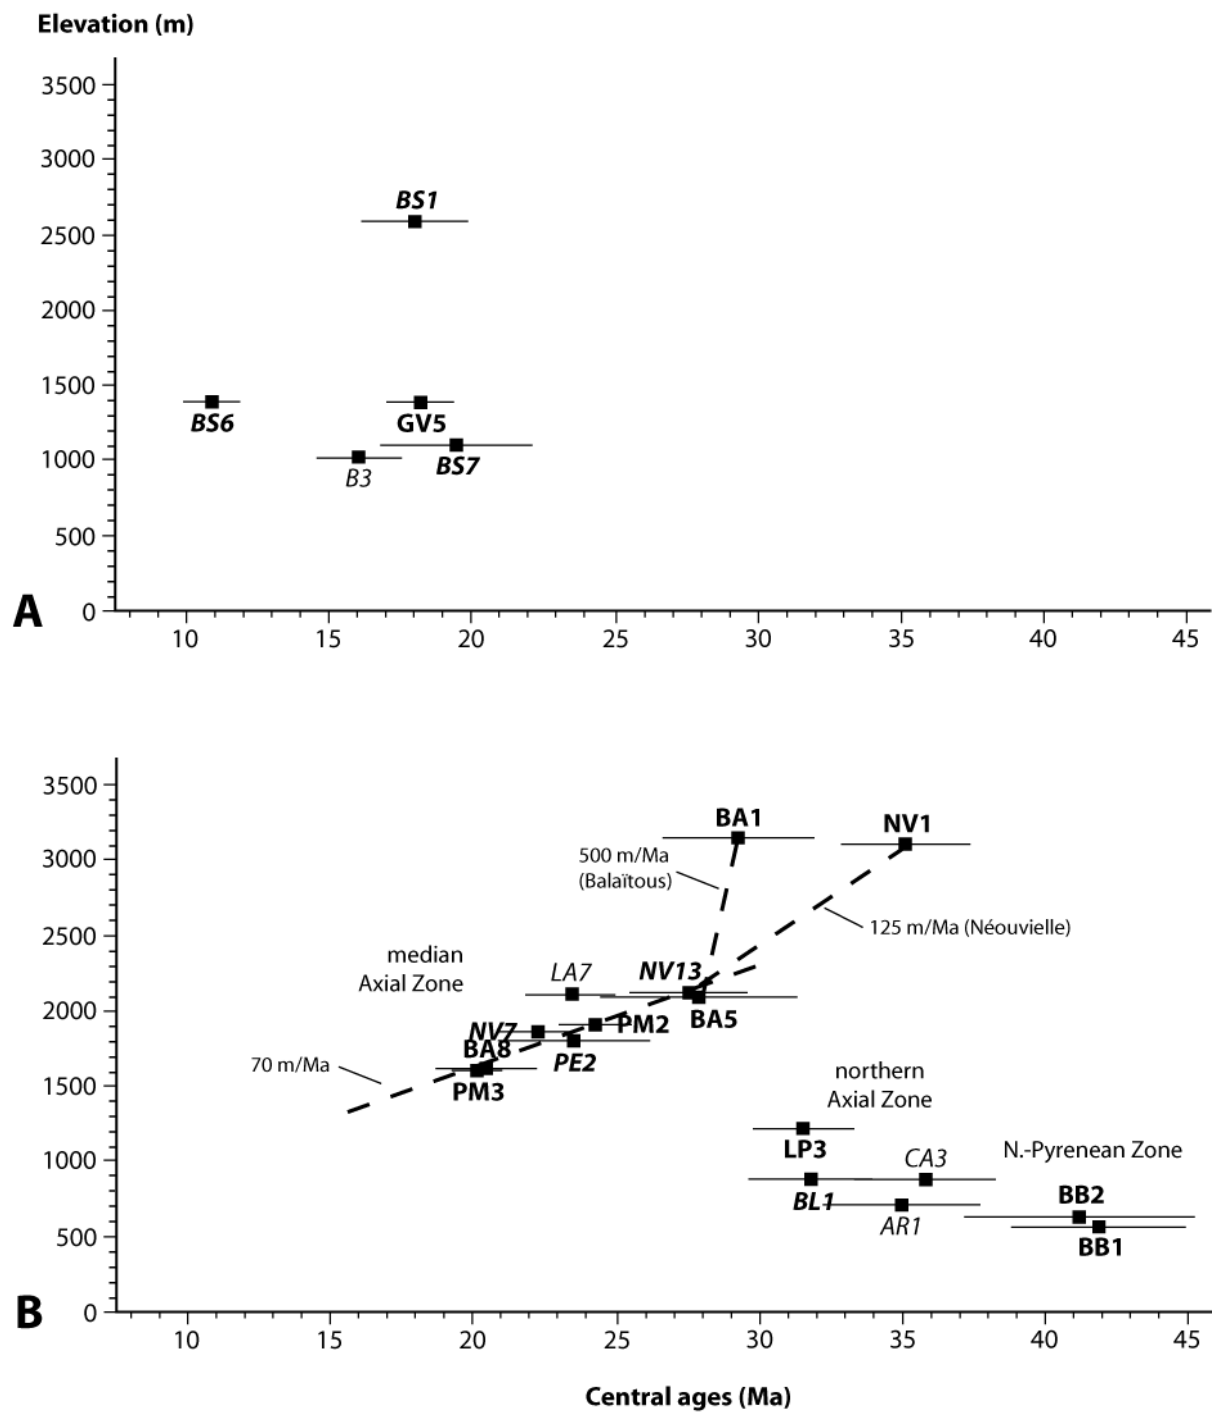 Elevation (m)
3500
3000
BS1
2500
2000
1500
BS6
GV5
BS7
1000
B3
500
A
0
10 15 20 25 30 35 40 45
3500
BA1
NV1
3000
500 m/Ma
(Balaïtous)
125 m/Ma (Néouvielle)
2500
median
Axial Zone
LA7
NV13
2000
NV7
PM2
BA5
BA8
PE2
70 m/Ma
1500
PM3
northern
Axial Zone
LP3
N.-Pyrenean Zone
1000
CA3
BL1
BB2
AR1
500
BB1
B
0
10 15 20 25 30 35 40 45
Central ages (Ma)